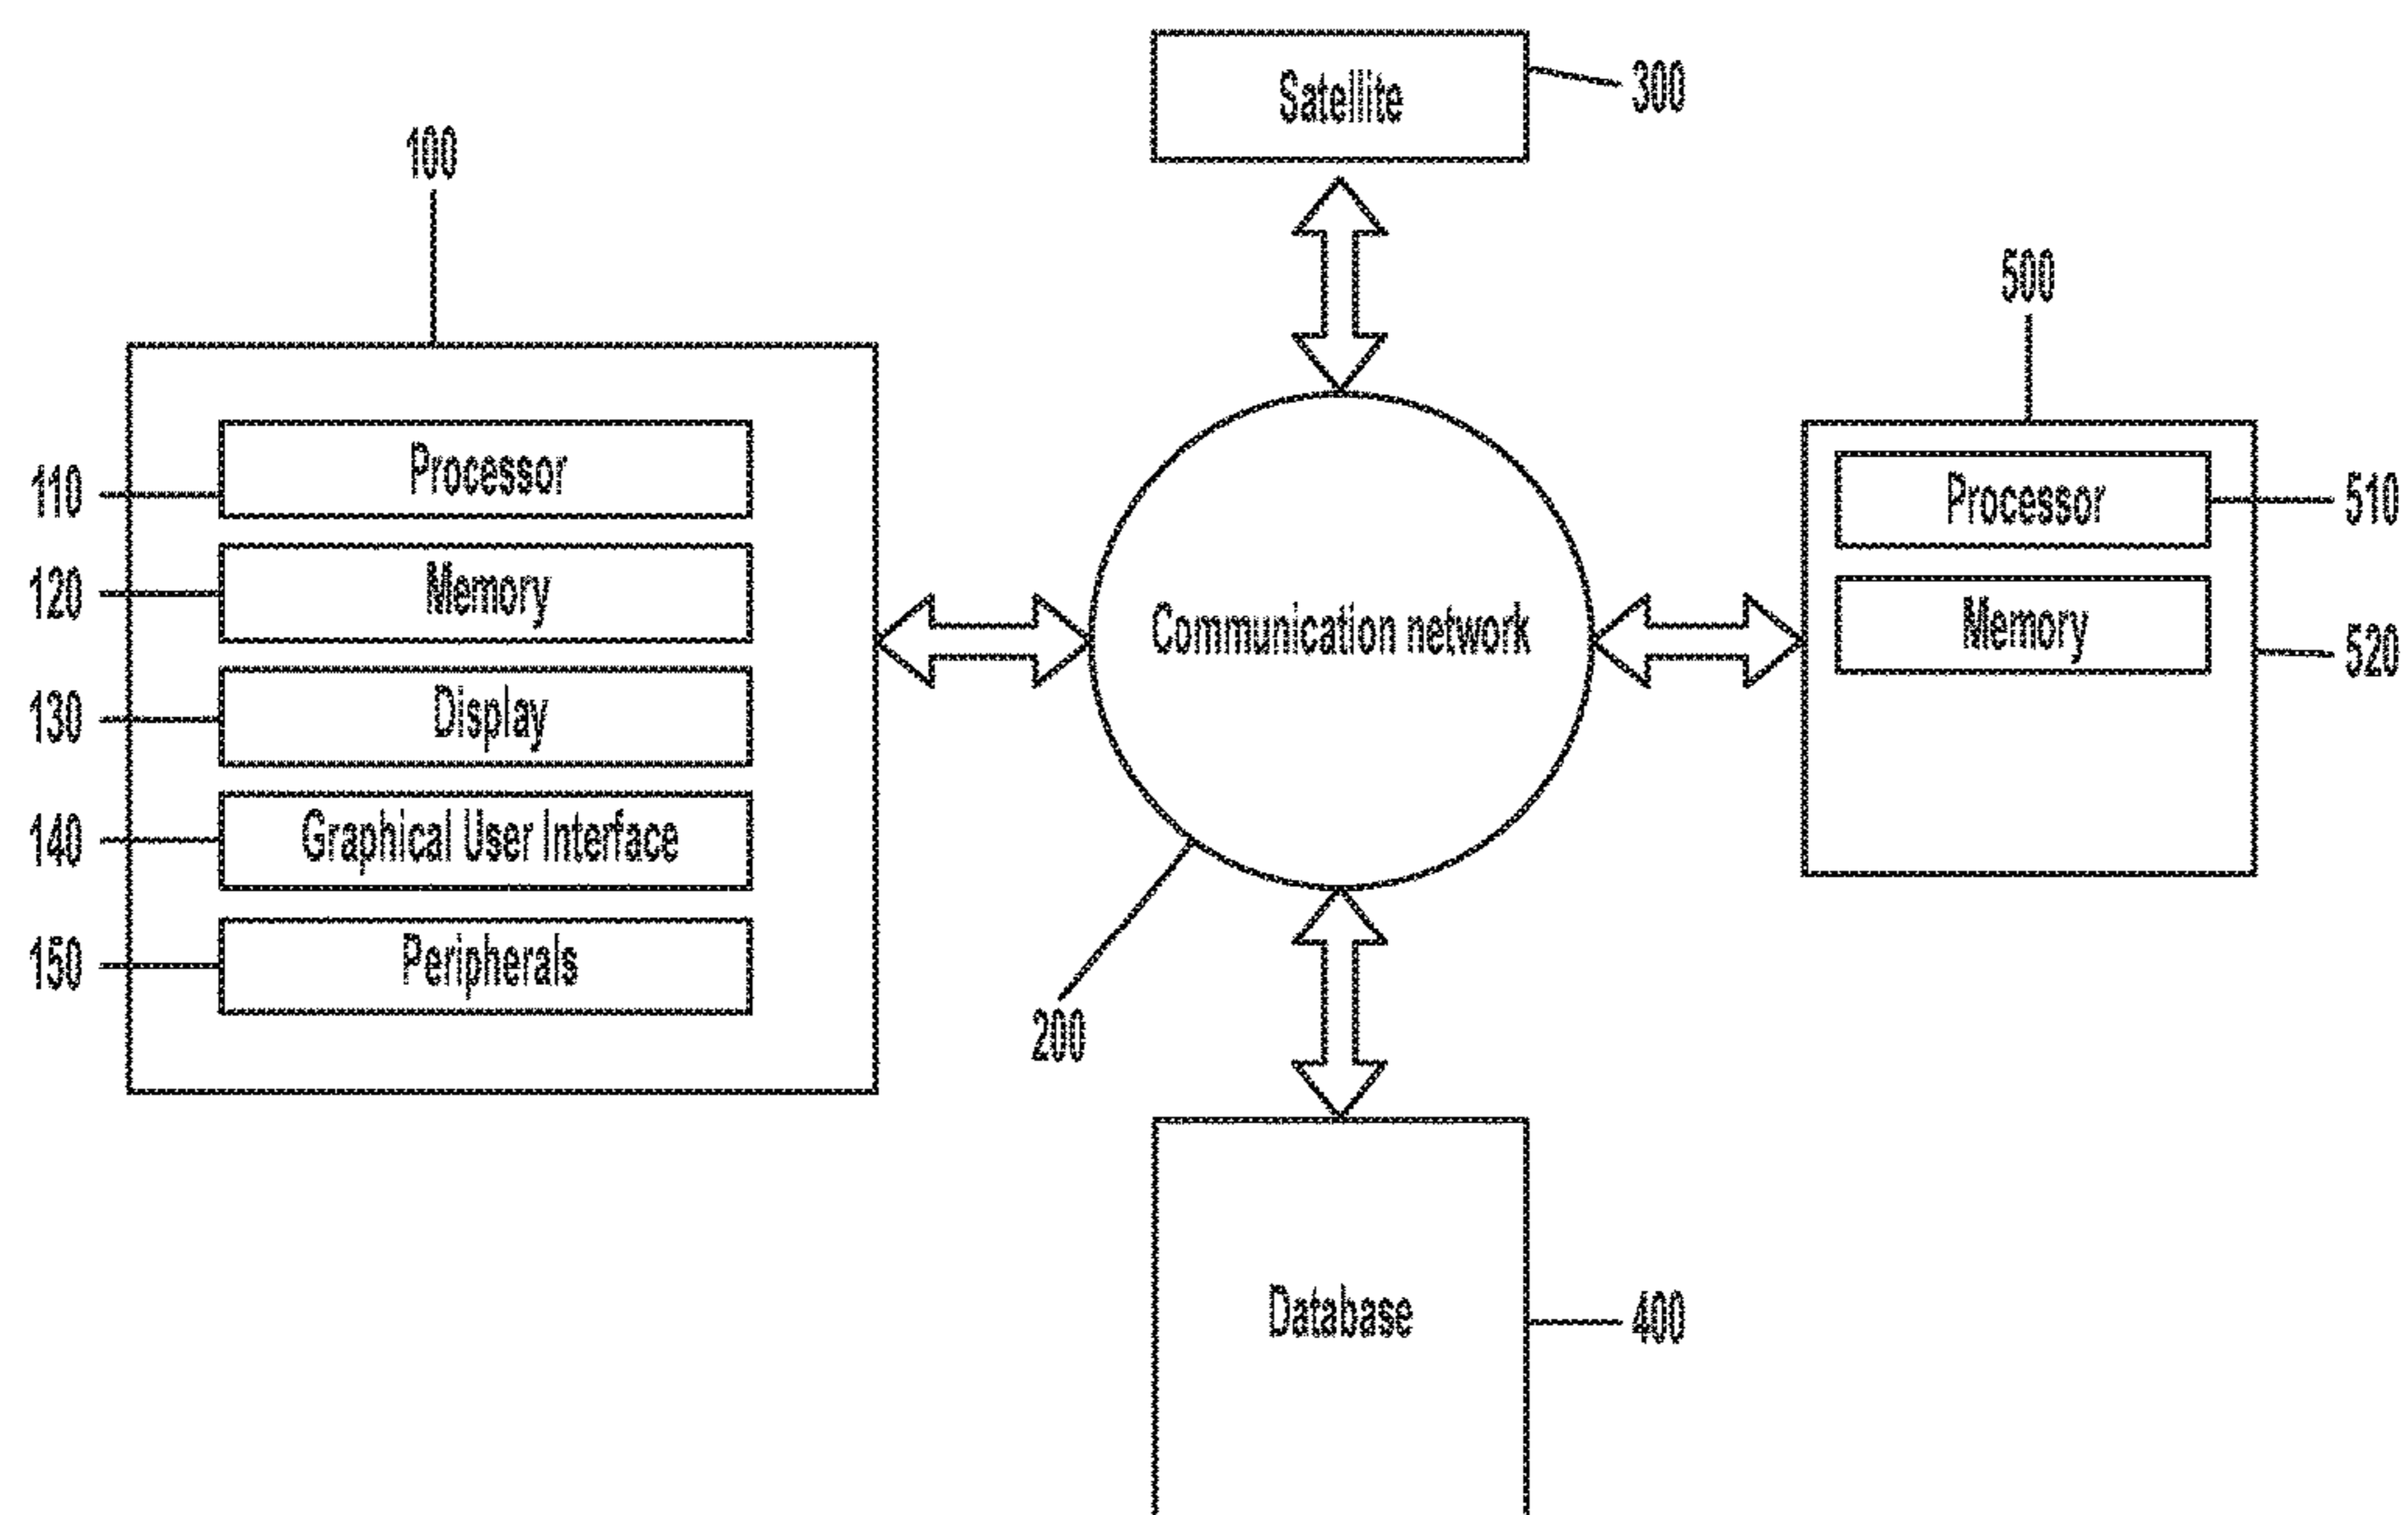 Satellite
300
100
500
Processor
110
Processor
510
Memory
120
Memory
520
Communication network
Display
130
Graphical User Interface
140
Peripherals
150
200
Database
400